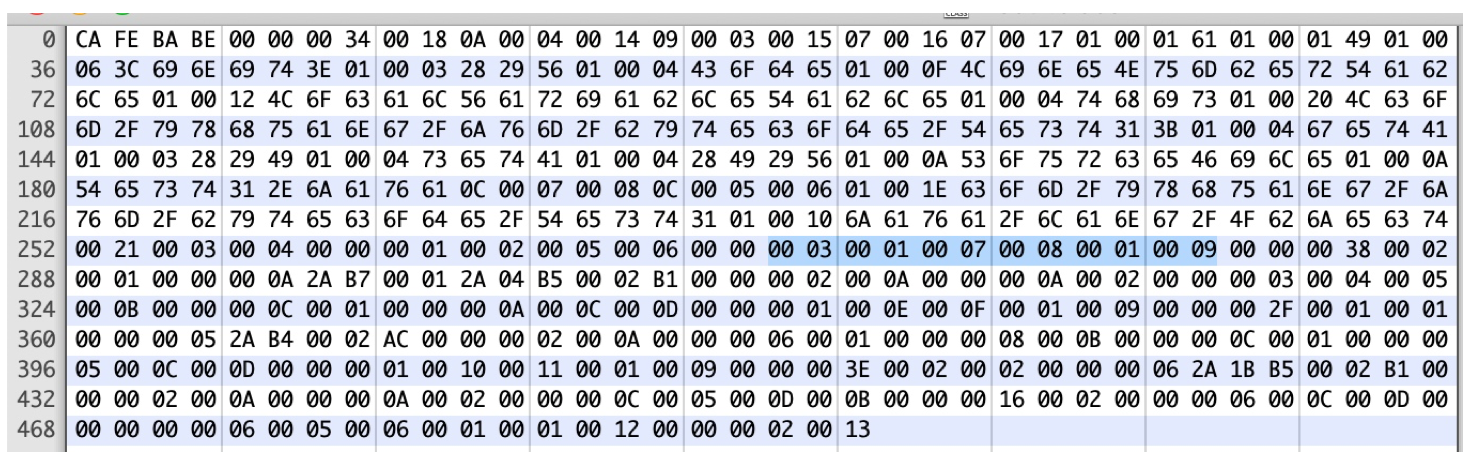 CLASS
0 CA FE BA BE 00 00 00 34 00 18 0A 00 04 00 14 09 00 03 00 15 07 00 16 07 00 17 01 00 01 61 01 00 01 49 01 00
36 06 3C 69 6E 69 74 3E 01 00 03 28 29 56 01 00 04 43 6F 64 65 01 00 0F 4C 69 6E 65 4E 75 6D 62 65 72 54 61 62
72 6C 65 01 00 12 4C 6F 63 61 6C 56 61 72 69 61 62 6C 65 54 61 62 6C 65 01 00 04 74 68 69 73 01 00 20 4C 63 6F
108 6D 2F 79 78 68 75 61 6E 67 2F 6A 76 6D 2F 62 79 74 65 63 6F 64 65 2F 54 65 73 74 31 3B 01 00 04 67 65 74 41
144 01 00 03 28 29 49 01 00 04 73 65 74 41 01 00 04 28 49 29 56 01 00 0A 53 6F 75 72 63 65 46 69 6C 65 01 00 0A
180 54 65 73 74 31 2E 6A 61 76 61 0C 00 07 00 08 0C 00 05 00 06 01 00 1E 63 6F 6D 2F 79 78 68 75 61 6E 67 2F 6A
216 76 6D 2F 62 79 74 65 63 6F 64 65 2F 54 65 73 74 31 01 00 10 6A 61 76 61 2F 6C 61 6E 67 2F 4F 62 6A 65 63 74
252 00 21 00 03 00 04 00 00 00 01 00 02 00 05 00 06 00 00 00 03 00 01 00 07 00 08 00 01 00 09 00 00 00 38 00 02
288 00 01 00 00 00 0A 2A B7 00 01 2A 04 B5 00 02 B1 00 00 00 02 00 0A 00 00 00 0A 00 02 00 00 00 03 00 04 00 05
324 00 0B 00 00 00 0C 00 01 00 00 00 0A 00 0C 00 0D 00 00 00 01 00 0E 00 0F 00 01 00 09 00 00 00 2F 00 01 00 01
360 00 00 00 05 2A B4 00 02 AC 00 00 00 02 00 0A 00 00 00 06 00 01 00 00 00 08 00 0B 00 00 00 0C 00 01 00 00 00
396 05 00 0C 00 0D 00 00 00 01 00 10 00 11 00 01 00 09 00 00 00 3E 00 02 00 02 00 00 00 06 2A 1B B5 00 02 B1 00
432 00 00 02 00 0A 00 00 00 0A 00 02 00 00 00 0C 00 05 00 0D 00 0B 00 00 00 16 00 02 00 00 00 06 00 0C 00 0D 00
468 00 00 00 00 06 00 05 00 06 00 01 00 01 00 12 00 00 00 02 00 13